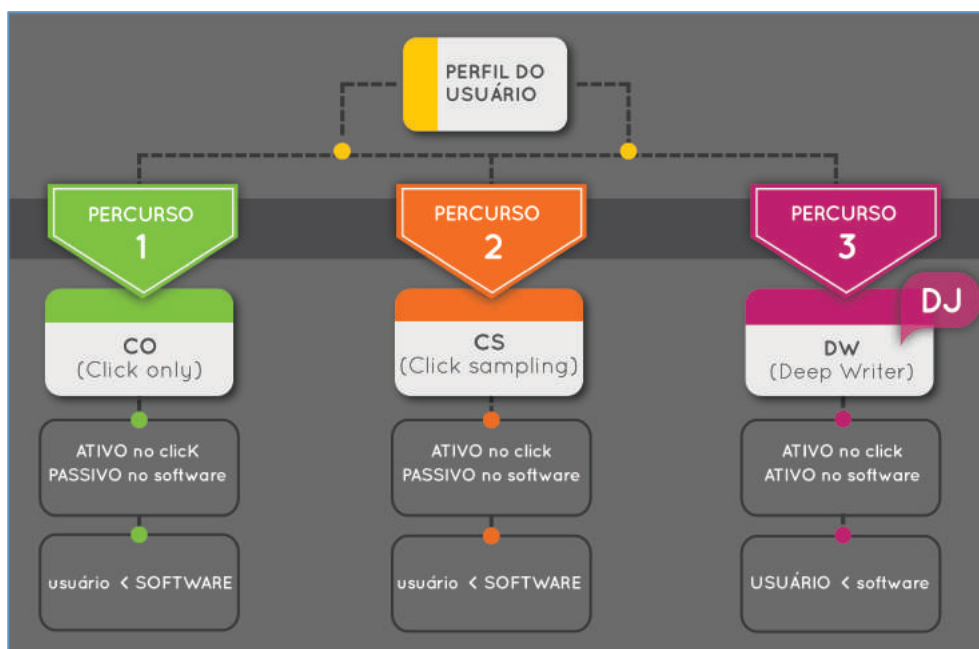 PERFIL DO
USUÁRIO
PERCURSO
1
PERCURSO
2
PERCURSO
3
DJ
CO
(Click only)
CS
(Click sampling)
DW
(Deep Writer)
ATIVO no clicK
PASSIVO no software
ATIVO no click
PASSIVO no software
ATIVO no click
ATIVO no software
usuário < SOFTWARE
usuário < SOFTWARE
USUÁRIO < software